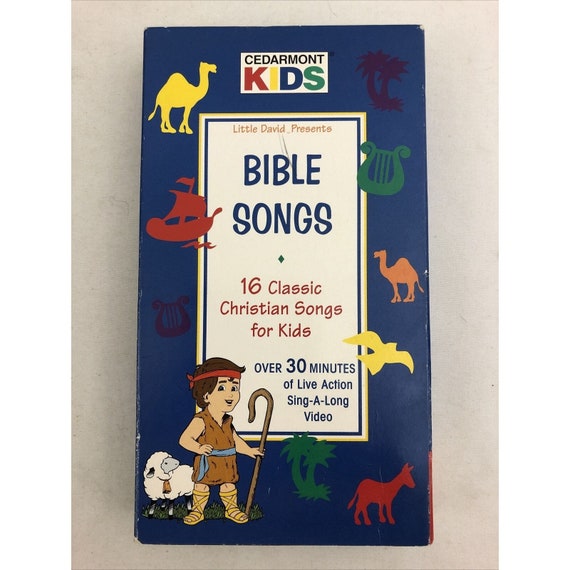 CEDARMONT
KIDS
Little David Presents
BIBLE
SONGS
16 Classic
Christian Songs
for Kids
OVER 30 MINUTES
of Live Action
Sing-A-Long
Video